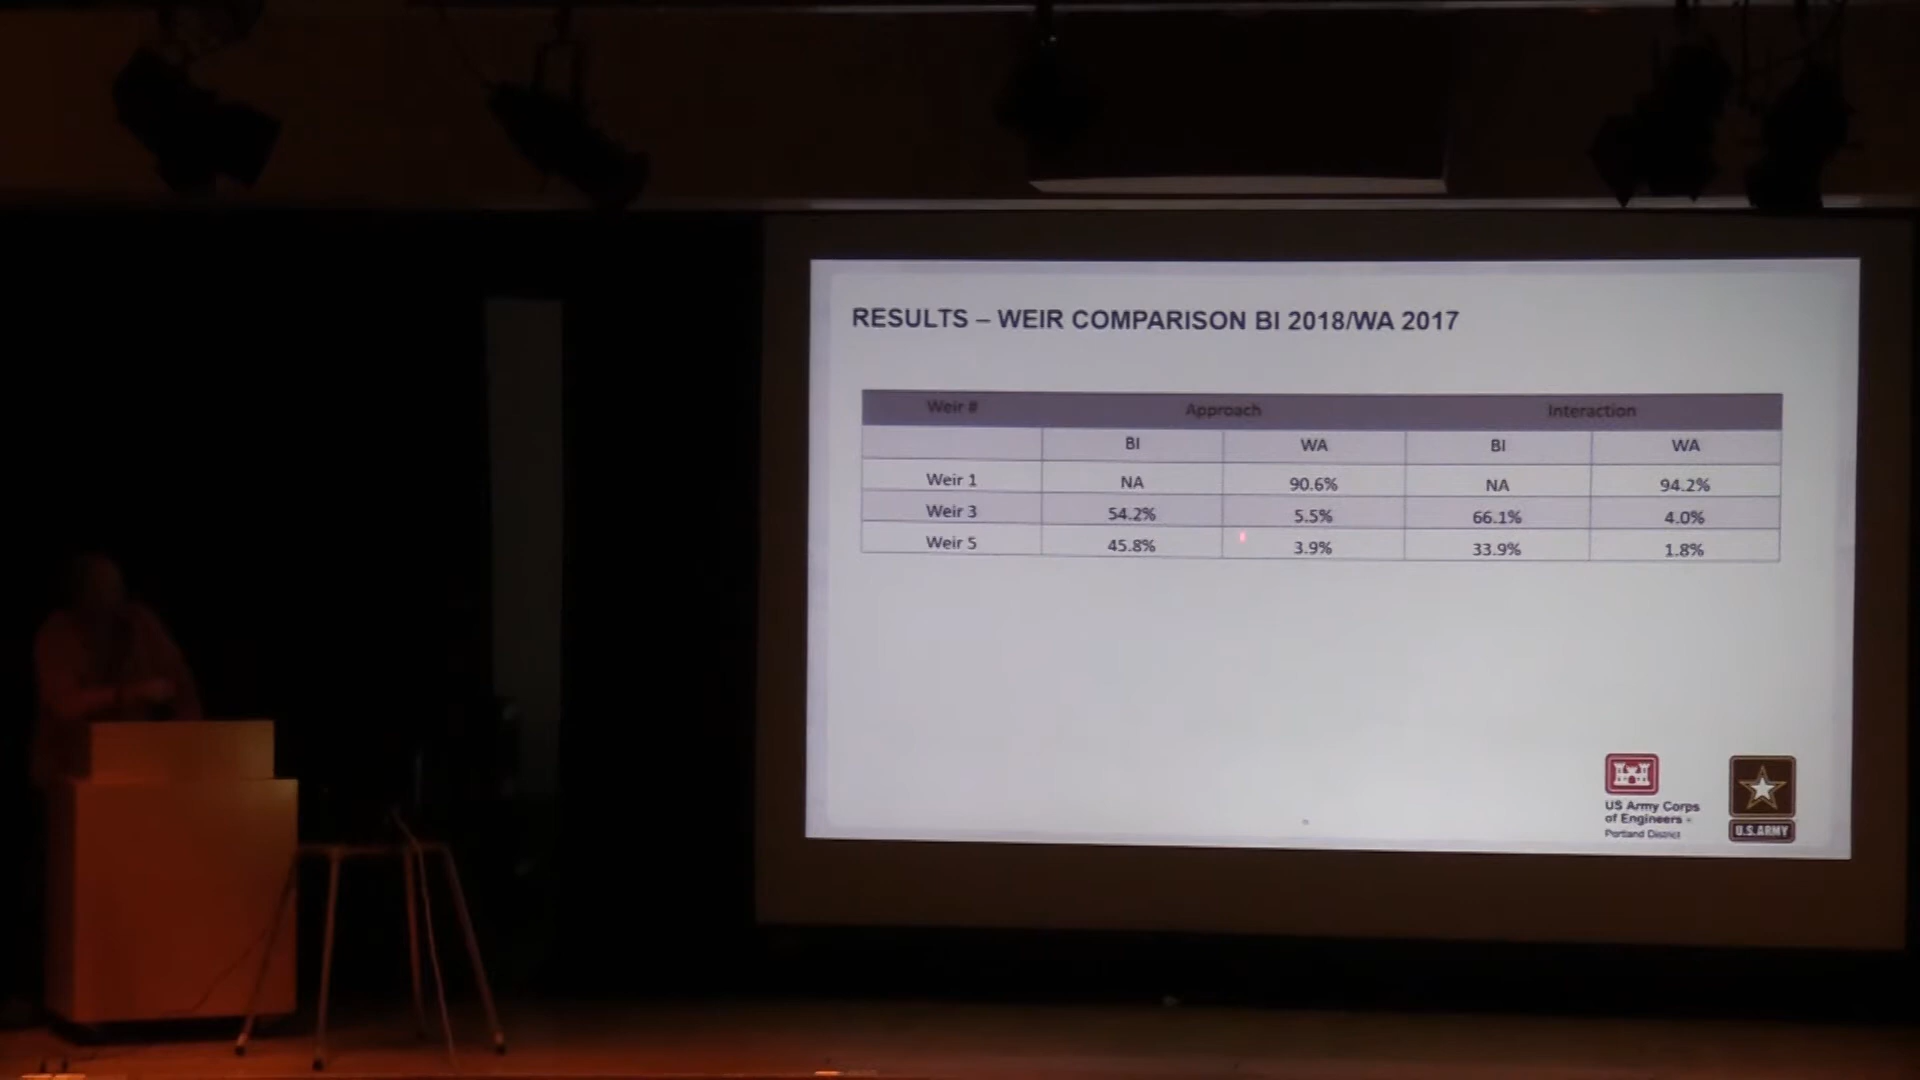 RESULTS – WEIR COMPARISON BI 2018/WA 2017
Weir # Approach Interaction
BI WA BI WA
Weir 1 NA 90.6% NA 94.2%
Weir 3 54.2% 5.5% 66.1% 4.0%
Weir 5 45.8% 3.9% 33.9% 1.8%
US Army Corps
of Engineers
Portland District
U.S.ARMY